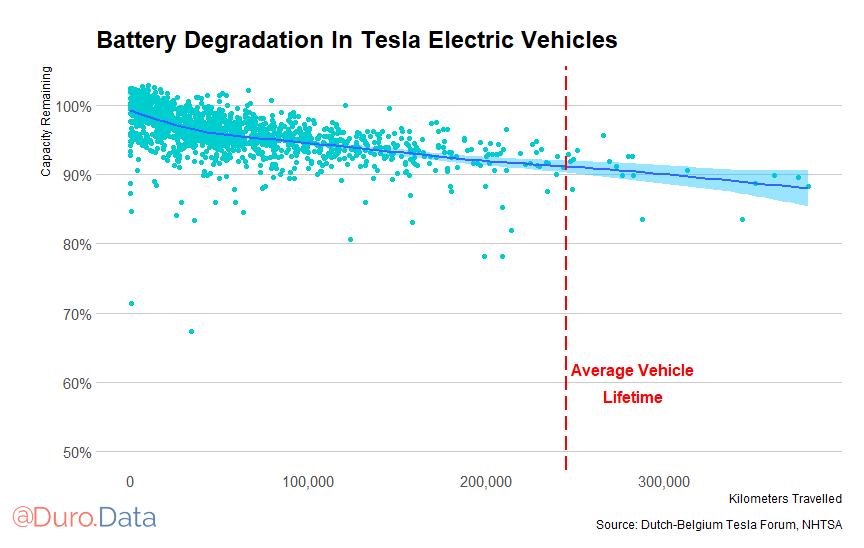 Battery Degradation In Tesla Electric Vehicles
Capacity Remaining
100%
90%
80%
70%
60%
50%
Average Vehicle
Lifetime
0
100,000
200,000
300,000
Kilometers Travelled
@Duro.Data
Source: Dutch-Belgium Tesla Forum, NHTSA